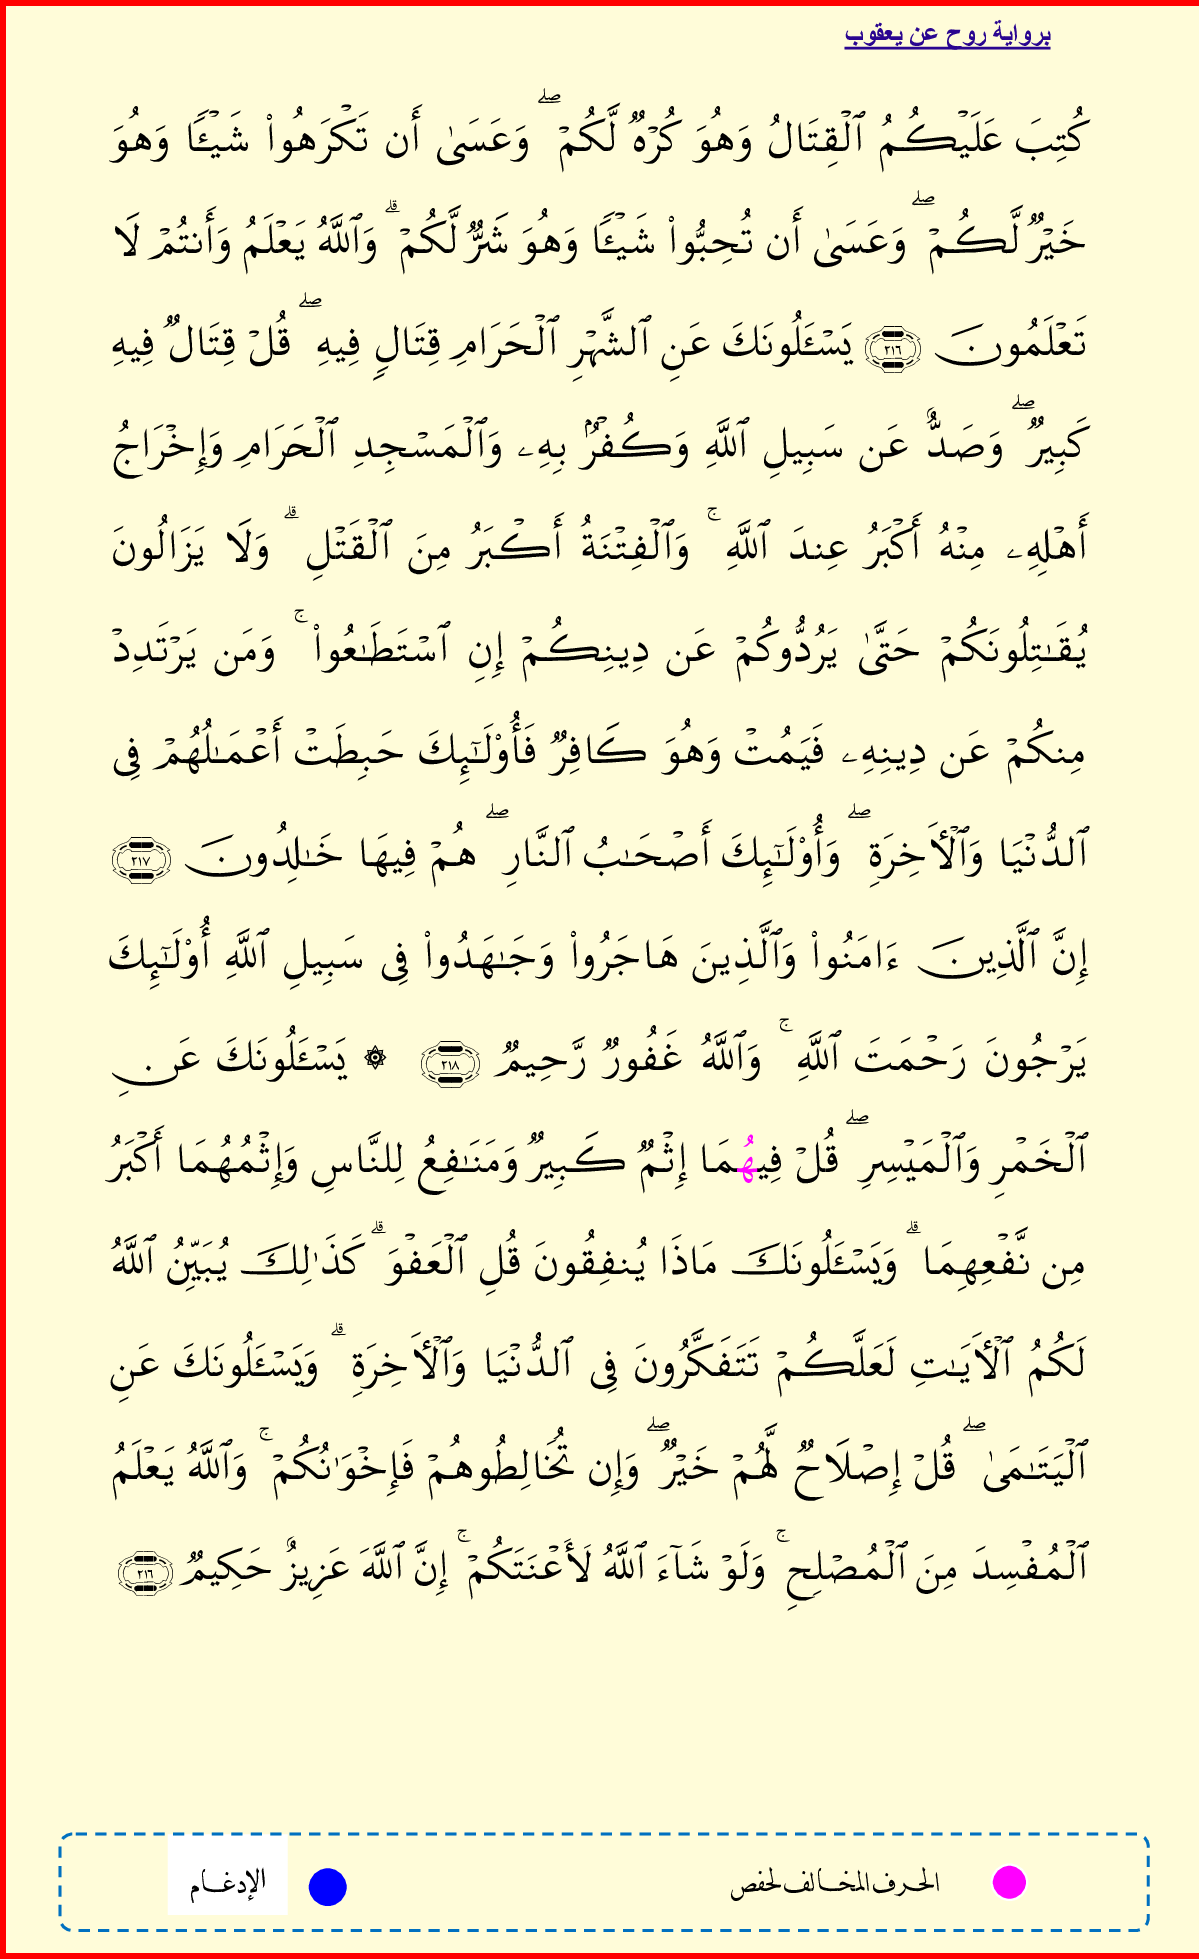 برواية روح عن يعقوب
كُتِبَ عَلَيْكُمُ ٱلْقِتَالُ وَهُوَ كُرْهٌ لَّكُمْ ۖ وَعَسَىٰ أَن تَكْرَهُوا۟ شَيْـًٔا وَهُوَ
خَيْرٌ لَّكُمْ ۖ وَعَسَىٰ أَن تُحِبُّوا۟ شَيْـًٔا وَهُوَ شَرٌّ لَّكُمْ ۗ وَٱللَّهُ يَعْلَمُ وَأَنتُمْ لَا
تَعْلَمُونَ ٢١٦ يَسْـَٔلُونَكَ عَنِ ٱلشَّهْرِ ٱلْحَرَامِ قِتَالٍ فِيهِ ۖ قُلْ قِتَالٌ فِيهِ
كَبِيرٌ ۖ وَصَدٌّ عَن سَبِيلِ ٱللَّهِ وَكُفْرٌۢ بِهِۦ وَٱلْمَسْجِدِ ٱلْحَرَامِ وَإِخْرَاجُ
أَهْلِهِۦ مِنْهُ أَكْبَرُ عِندَ ٱللَّهِ ۚ وَٱلْفِتْنَةُ أَكْبَرُ مِنَ ٱلْقَتْلِ ۗ وَلَا يَزَالُونَ
يُقَـٰتِلُونَكُمْ حَتَّىٰ يَرُدُّوكُمْ عَن دِينِكُمْ إِنِ ٱسْتَطَـٰعُوا۟ ۚ وَمَن يَرْتَدِدْ
مِنكُمْ عَن دِينِهِۦ فَيَمُتْ وَهُوَ كَافِرٌ فَأُو۟لَـٰٓئِكَ حَبِطَتْ أَعْمَـٰلُهُمْ فِى
ٱلدُّنْيَا وَٱلْـَٔاخِرَةِ ۖ وَأُو۟لَـٰٓئِكَ أَصْحَـٰبُ ٱلنَّارِ ۖ هُمْ فِيهَا خَـٰلِدُونَ ٢١٧
إِنَّ ٱلَّذِينَ ءَامَنُوا۟ وَٱلَّذِينَ هَاجَرُوا۟ وَجَـٰهَدُوا۟ فِى سَبِيلِ ٱللَّهِ أُو۟لَـٰٓئِكَ
يَرْجُونَ رَحْمَتَ ٱللَّهِ ۚ وَٱللَّهُ غَفُورٌ رَّحِيمٌ ٢١٨ ۞ يَسْـَٔلُونَكَ عَنِ
ٱلْخَمْرِ وَٱلْمَيْسِرِ ۖ قُلْ فِيهُمَا إِثْمٌ كَبِيرٌ وَمَنَـٰفِعُ لِلنَّاسِ وَإِثْمُهُمَا أَكْبَرُ
مِن نَّفْعِهِمَا ۗ وَيَسْـَٔلُونَكَ مَاذَا يُنفِقُونَ قُلِ ٱلْعَفْوَ ۗ كَذَٰلِكَ يُبَيِّنُ ٱللَّهُ
لَكُمُ ٱلْـَٔايَـٰتِ لَعَلَّكُمْ تَتَفَكَّرُونَ فِى ٱلدُّنْيَا وَٱلْـَٔاخِرَةِ ۗ وَيَسْـَٔلُونَكَ عَنِ
ٱلْيَتَـٰمَىٰ ۖ قُلْ إِصْلَاحٌ لَّهُمْ خَيْرٌ ۖ وَإِن تُخَالِطُوهُمْ فَإِخْوَٰنُكُمْ ۚ وَٱللَّهُ يَعْلَمُ
ٱلْمُفْسِدَ مِنَ ٱلْمُصْلِحِ ۚ وَلَوْ شَآءَ ٱللَّهُ لَأَعْنَتَكُمْ ۚ إِنَّ ٱللَّهَ عَزِيزٌ حَكِيمٌ ٢١٦
الحرف المخالف لحفص
الإدغام